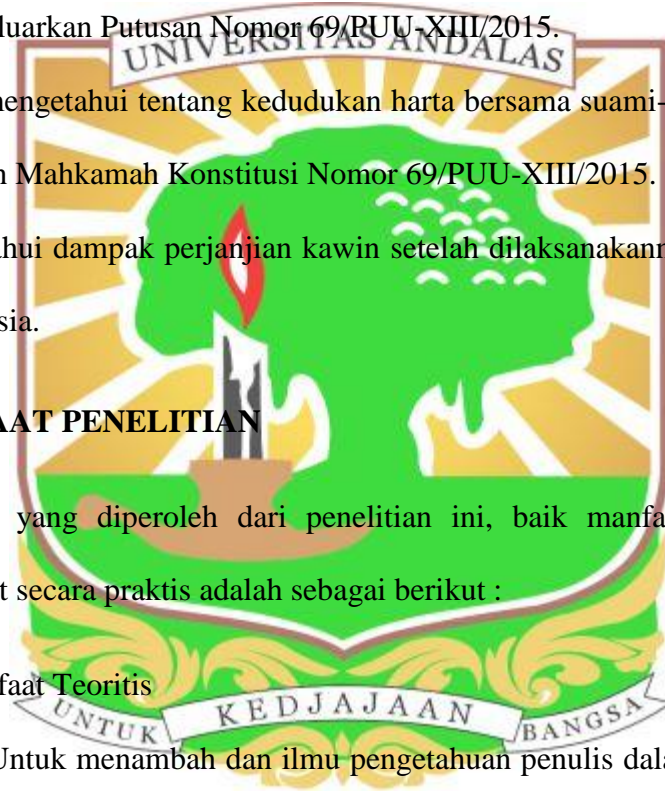 luarkan Putusan Nomor 69/PUU-XIII/2015.
UNIVERSITAS ANDALAS
mengetahui tentang kedudukan harta bersama suami-
n Mahkamah Konstitusi Nomor 69/PUU-XIII/2015.
ahui dampak perjanjian kawin setelah dilaksanakann
sia.
AAT PENELITIAN
yang diperoleh dari penelitian ini, baik manfa
t secara praktis adalah sebagai berikut :
faat Teoritis
UNTUK KEDJAJAAN BANGSA
Untuk menambah dan ilmu pengetahuan penulis dala